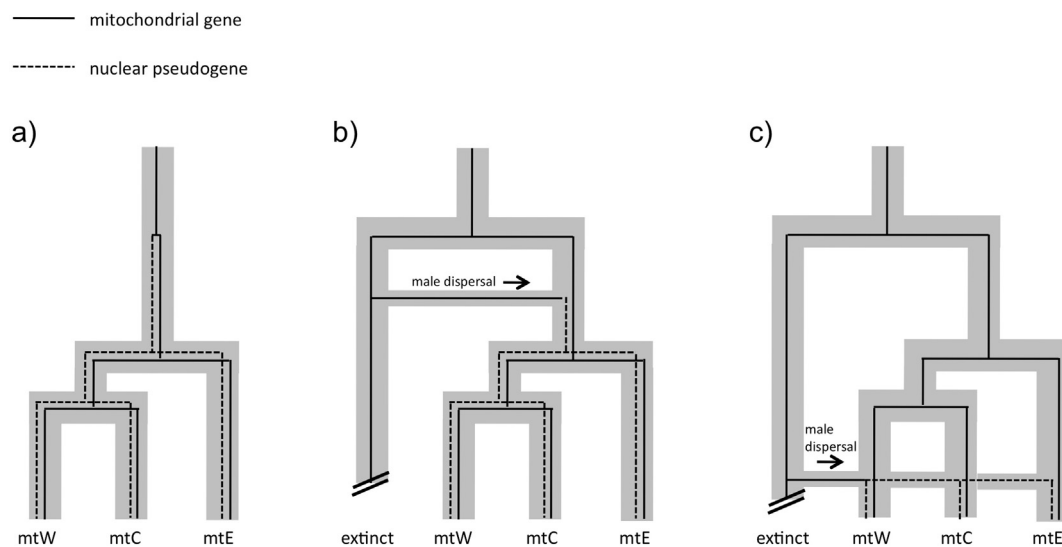 mitochondrial gene
nuclear pseudogene
a)
b)
c)
male dispersal
male
dispersal
mtW mtC mtE
extinct mtW mtC mtE
extinct mtW mtC mtE